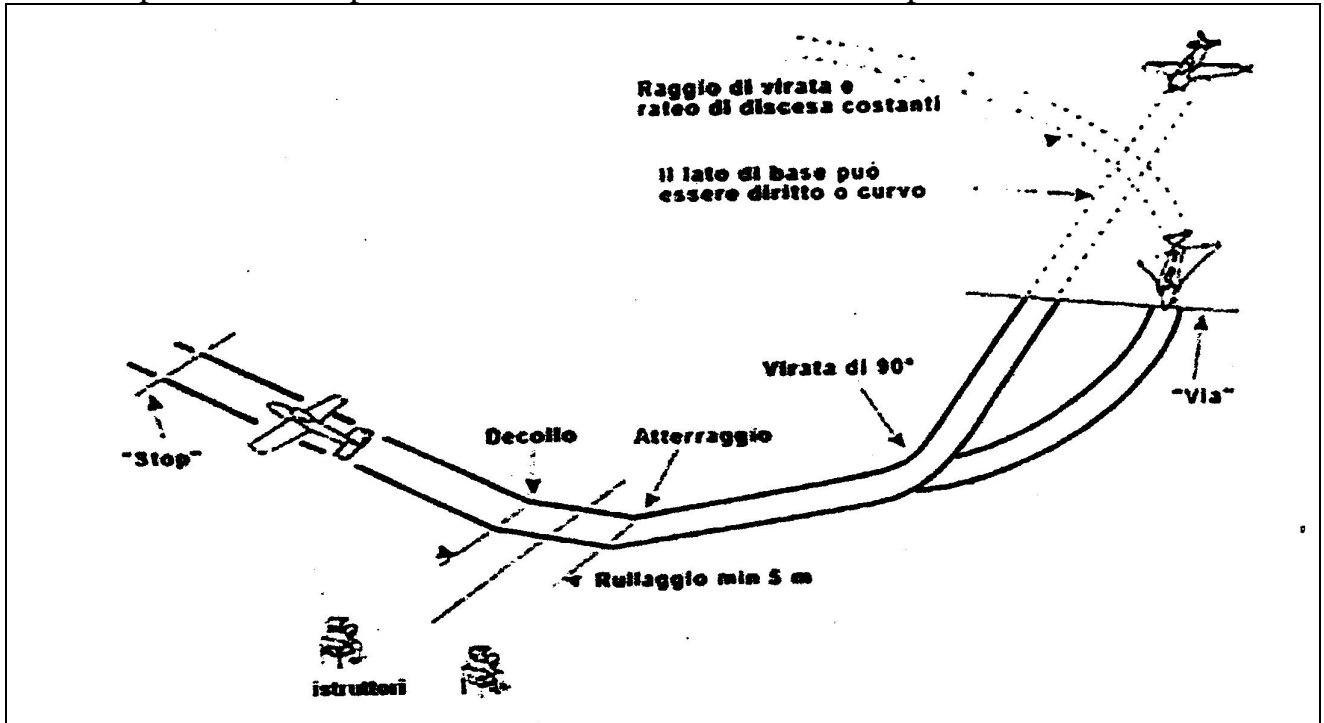 Raggio di virata e
rateo di discesa costanti
Il lato di base può
essere diritto o curvo
Virata di 90°
"Via"
"Stop"
Decollo
Atterraggio
Rullaggio min 5 m
istruttori